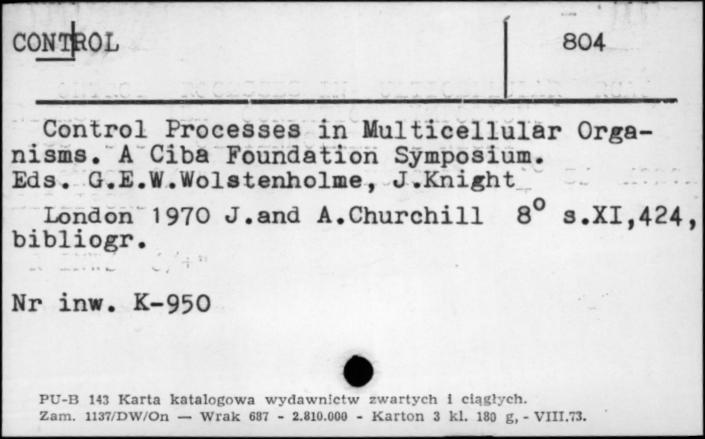 CONTROL 804
Control Processes in Multicellular Orga-
nisms. A Ciba Foundation Symposium.
Eds. G.E.W.Wolstenholme, J.Knight
London 1970 J.and A.Churchill 8° s.XI,424,
bibliogr.
Nr inw. K-950
PU-B 143 Karta katalogowa wydawnictw zwartych i ciągłych.
Zam. 1137/DW/On — Wrak 687 - 2.810.000 - Karton 3 kl. 180 g, - VIII.73.